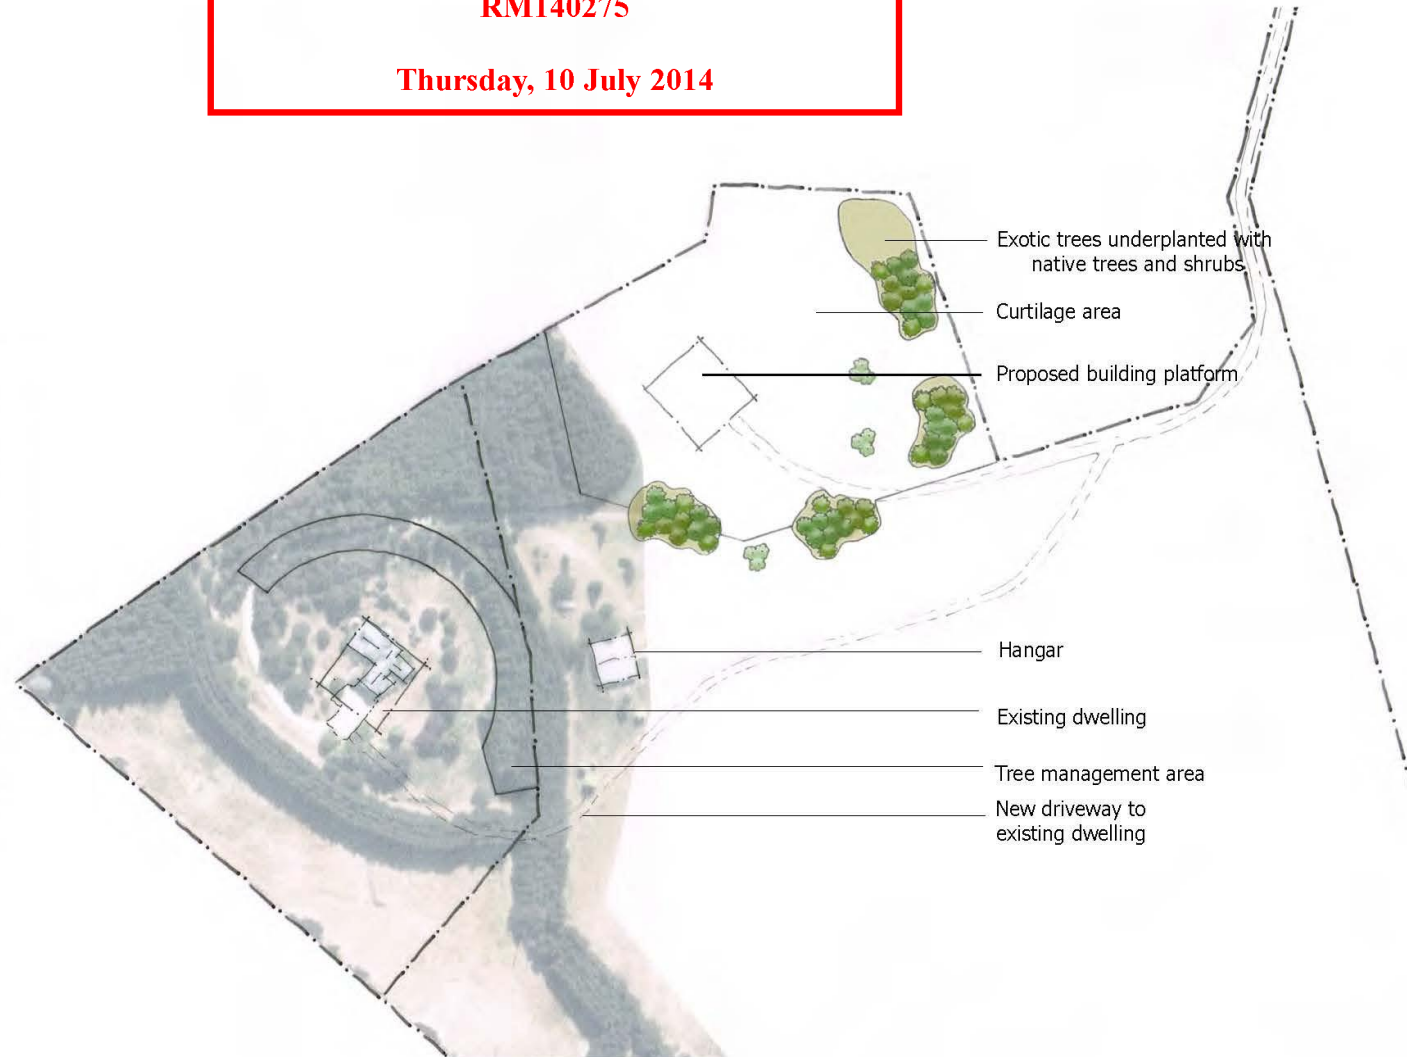 RM140275
Thursday, 10 July 2014
Exotic trees underplanted with
native trees and shrubs
Curtilage area
Proposed building platform
Hangar
Existing dwelling
Tree management area
New driveway to
existing dwelling